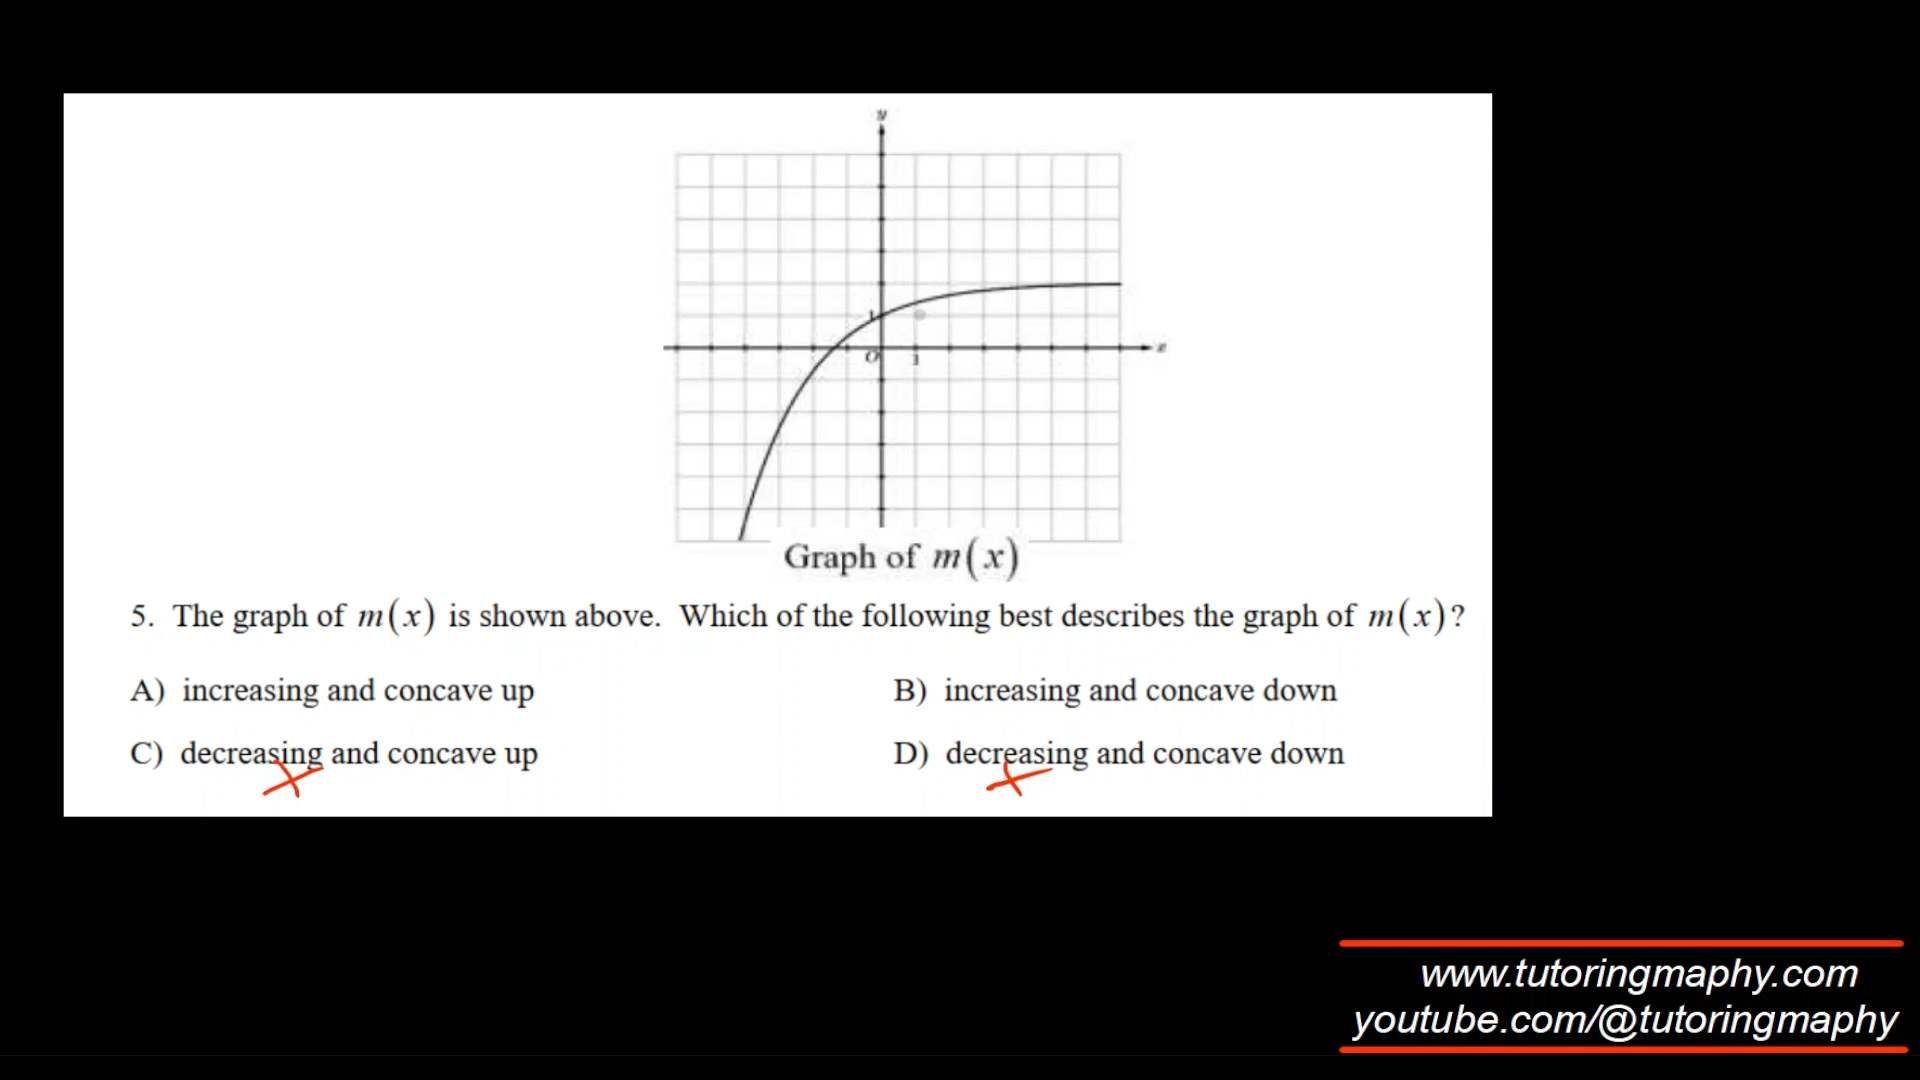 y
1
O
1
x
Graph of m(x)
5. The graph of m(x) is shown above. Which of the following best describes the graph of m(x)?
A) increasing and concave up
B) increasing and concave down
C) decreasing and concave up
D) decreasing and concave down
www.tutoringmaphy.com
youtube.com/@tutoringmaphy